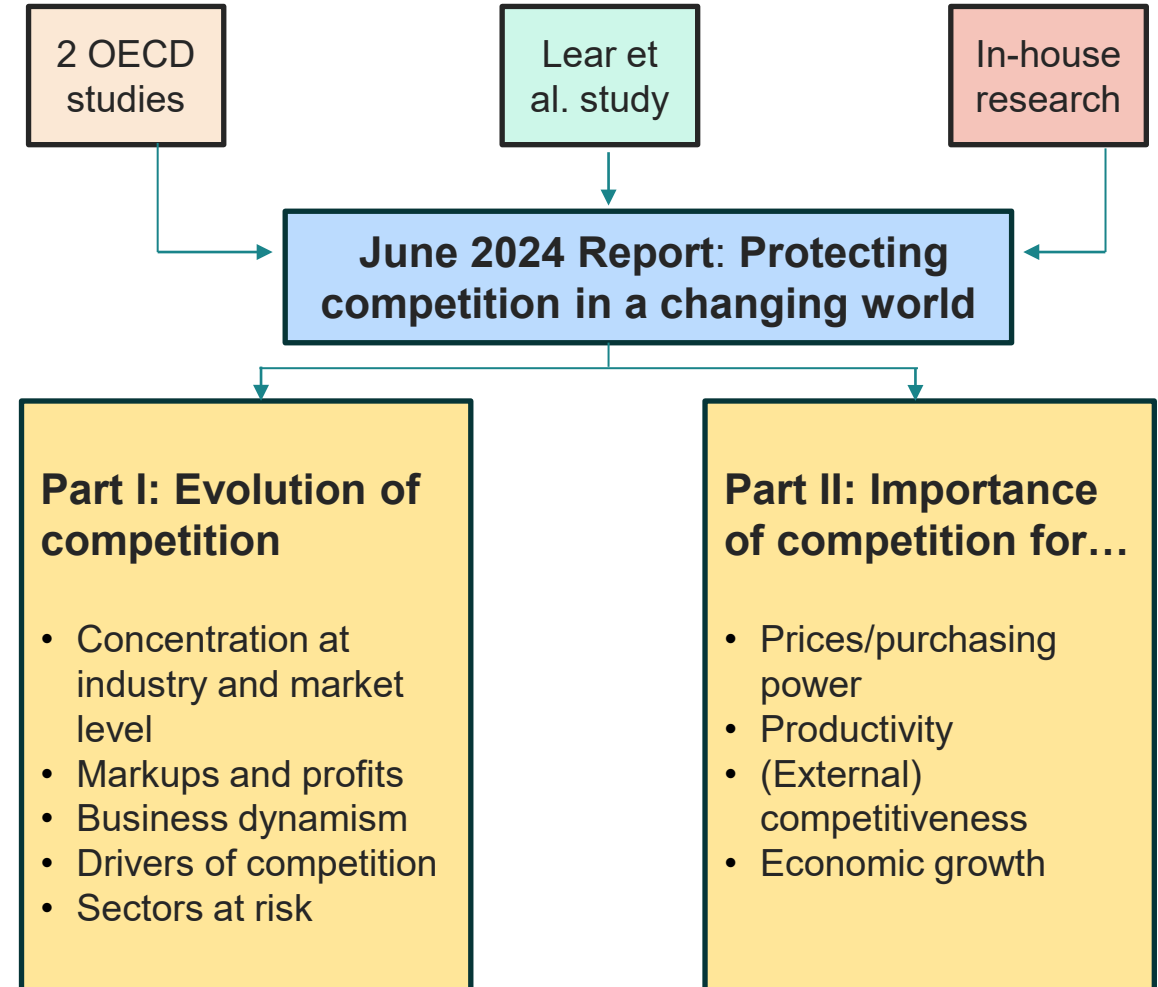 2 OECD
studies
Lear et
al. study
In-house
research
June 2024 Report: Protecting
competition in a changing world
Part I: Evolution of
competition
• Concentration at
industry and market
level
• Markups and profits
• Business dynamism
• Drivers of competition
• Sectors at risk
Part II: Importance
of competition for…
• Prices/purchasing
power
• Productivity
• (External)
competitiveness
• Economic growth